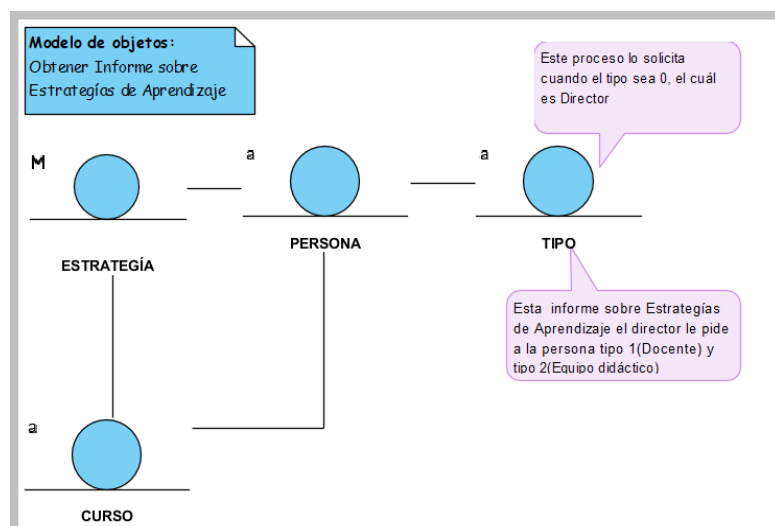 Modelo de objetos:
Obtener Informe sobre
Estrategías de Aprendizaje
Este proceso lo solicita
cuando el tipo sea 0, el cuál
es Director
M
a
a
ESTRATEGÍA
PERSONA
TIPO
Esta informe sobre Estrategías
de Aprendizaje el director le pide
a la persona tipo 1(Docente) y
tipo 2(Equipo didáctico)
a
CURSO